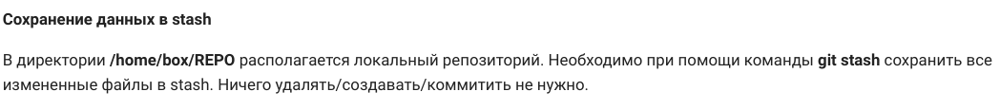 Сохранение данных в stash
В директории /home/box/REPO располагается локальный репозиторий. Необходимо при помощи команды git stash сохранить все
измененные файлы в stash. Ничего удалять/создавать/коммитить не нужно.